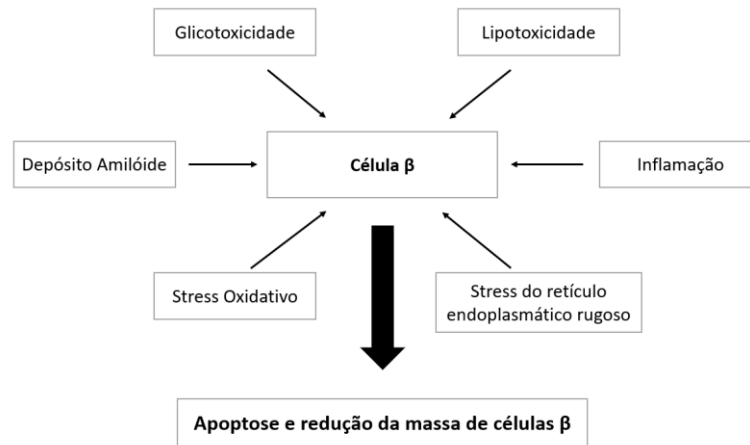 Glicotoxicidade
Lipotoxicidade
Depósito Amilóide
Célula β
Inflamação
Stress Oxidativo
Stress do retículo
endoplasmático rugoso
Apoptose e redução da massa de células β